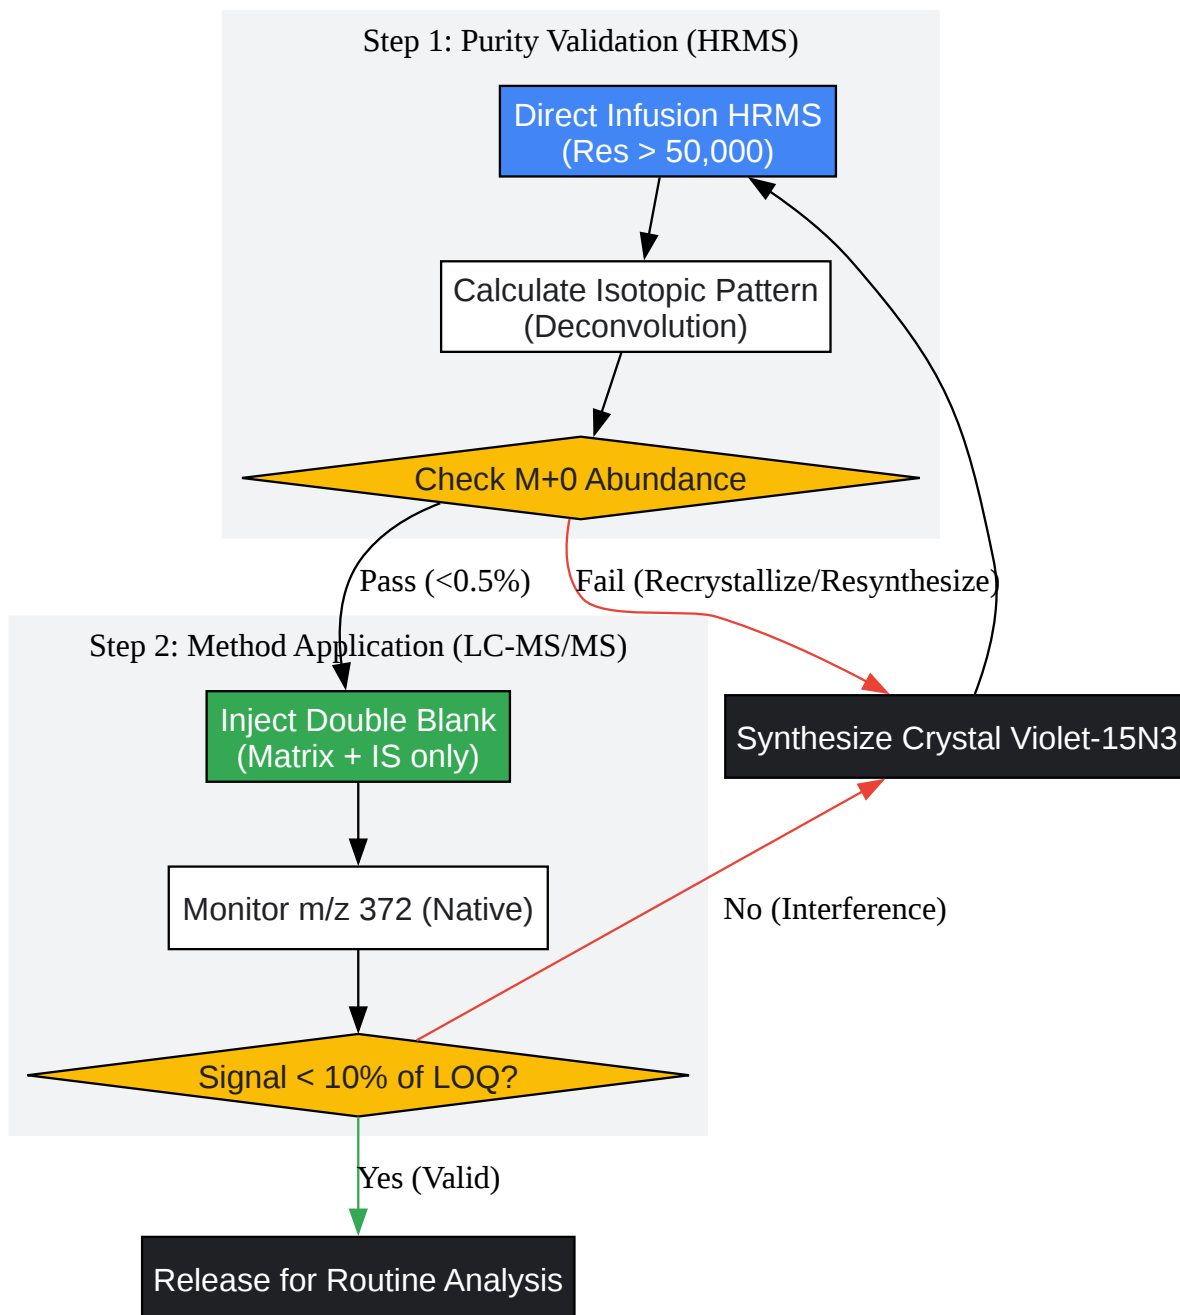 Step 1: Purity Validation (HRMS)
Direct Infusion HRMS
(Res > 50,000)
Calculate Isotopic Pattern
(Deconvolution)
Check M+0 Abundance
Pass (<0.5%)
Fail (Recrystallize/Resynthesize)
Step 2: Method Application (LC-MS/MS)
Inject Double Blank
(Matrix + IS only)
Synthesize Crystal Violet-15N3
Monitor m/z 372 (Native)
No (Interference)
Signal < 10% of LOQ?
Yes (Valid)
Release for Routine Analysis